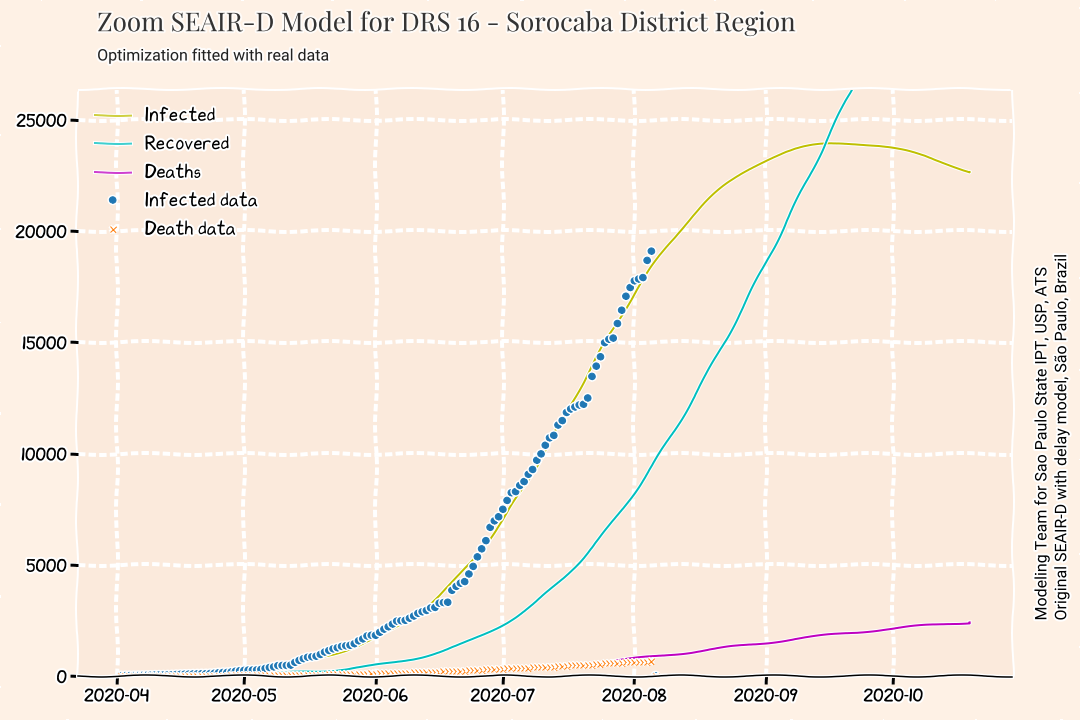 Zoom SEAIR-D Model for DRS 16 - Sorocaba District Region
Optimization fitted with real data
Infected
Recovered
Deaths
Infected data
Death data
25000
20000
15000
10000
5000
0
2020-04
2020-05
2020-06
2020-07
2020-08
2020-09
2020-10
Modeling Team for Sao Paulo State IPT, USP, ATS
Original SEAIR-D with delay model, São Paulo, Brazil